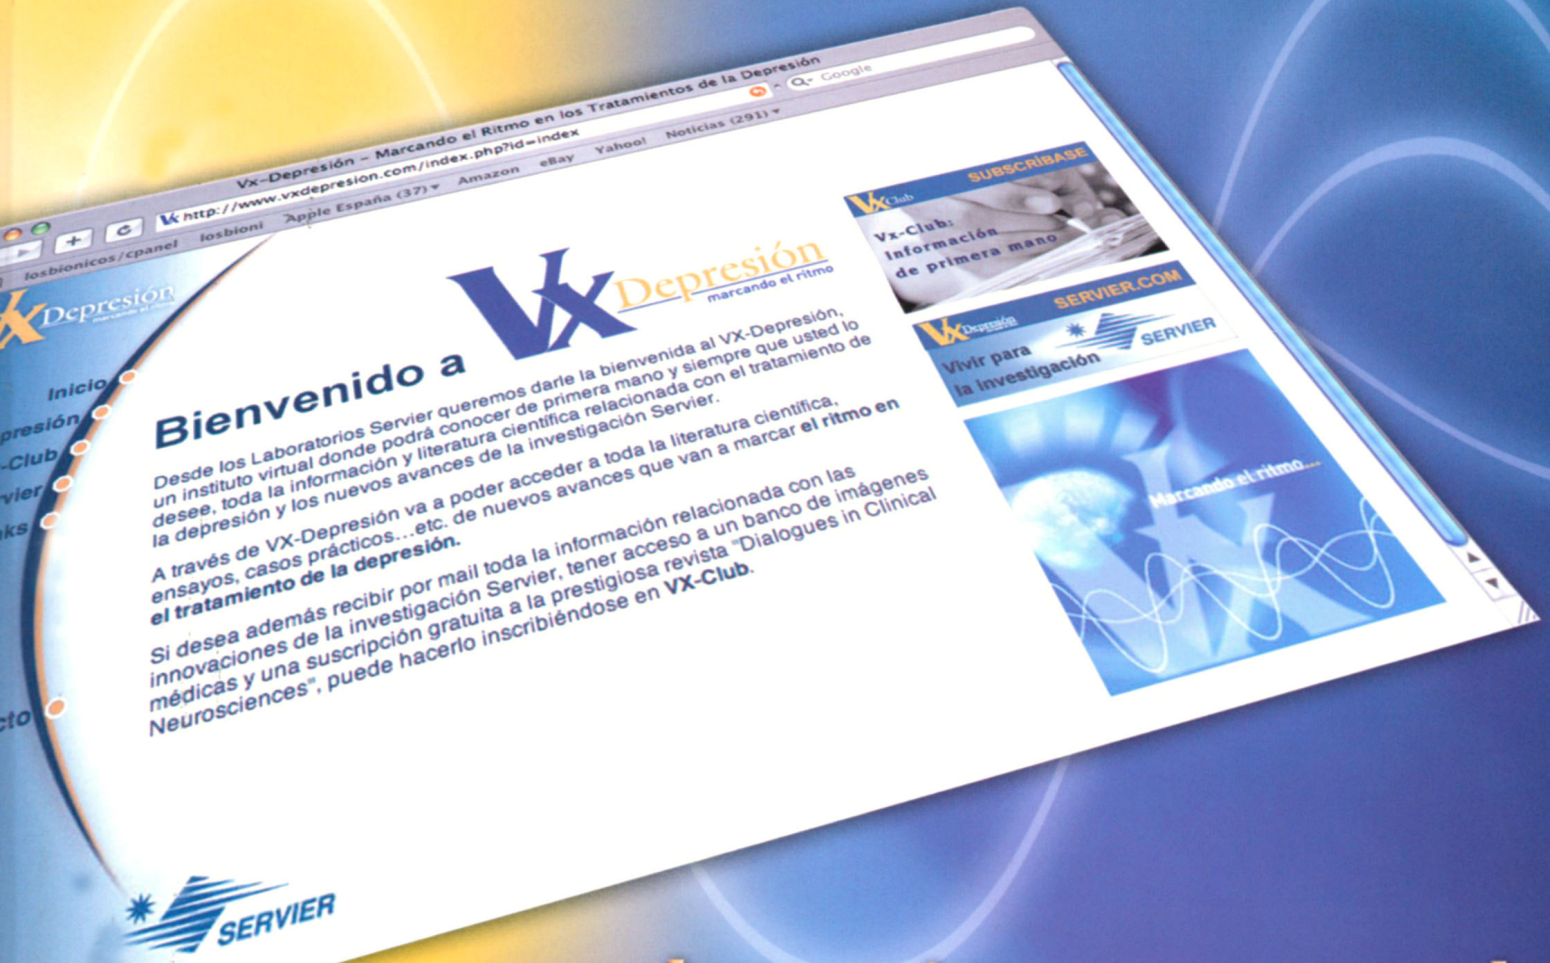 Vx-Depresión – Marcando el Ritmo en los Tratamientos de la Depresión
http://www.vxdepresion.com/index.php?id=index
Google
losbionicos/cpanel losbioni Apple España (37) Amazon eBay Yahoo! Noticias (291)
Vx Depresión
marcando el ritmo
Inicio
presión
-Club
rvier
ks
cto
Vx Depresión
marcando el ritmo
Bienvenido a
Desde los Laboratorios Servier queremos darle la bienvenida al VX-Depresión,
un instituto virtual donde podrá conocer de primera mano y siempre que usted lo
desee, toda la información y literatura científica relacionada con el tratamiento de
la depresión y los nuevos avances de la investigación Servier.
A través de VX-Depresión va a poder acceder a toda la literatura científica,
ensayos, casos prácticos...etc. de nuevos avances que van a marcar el ritmo en
el tratamiento de la depresión.
Si desea además recibir por mail toda la información relacionada con las
innovaciones de la investigación Servier, tener acceso a un banco de imágenes
médicas y una suscripción gratuita a la prestigiosa revista "Dialogues in Clinical
Neurosciences", puede hacerlo inscribiéndose en VX-Club.
Vx Club SUBSCRÍBASE
Vx-Club:
Información
de primera mano
Vx Depresión SERVIER.COM
Vivir para
la investigación
SERVIER
Marcando el ritmo...
SERVIER